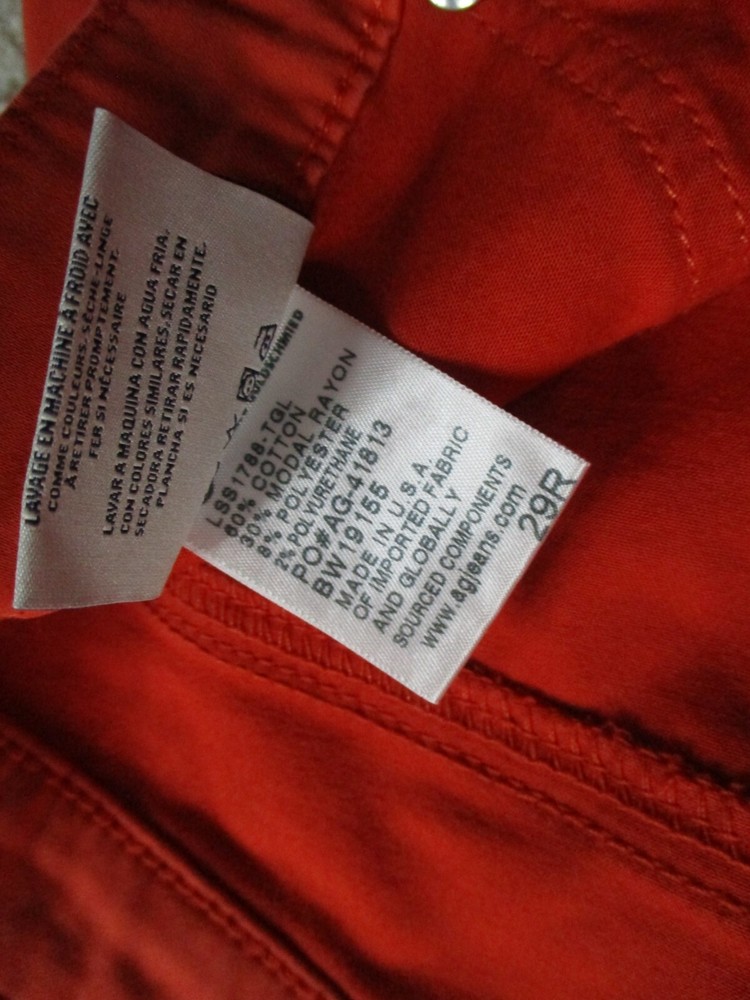 LAVAGE EN MACHINE À FROID AVEC
COMME COULEURS. SÈCHE-LINGE
À RETIRER PROMPTEMENT.
FER SI NÉCESSAIRE
LAVAR A MAQUINA CON AGUA FRIA.
CON COLORES SIMILARES, SECAR EN
SECADORA RETIRAR RAPIDAMENTE.
PLANCHA SI ES NECESARIO
LSS1788-TGL
60% COTTON
30% MODAL RAYON
8% POLYESTER
2% POLYURETHANE
PO#AG-41813
BW19155
MADE IN U.S.A.
OF IMPORTED FABRIC
AND GLOBALLY
SOURCED COMPONENTS
www.agjeans.com
29R